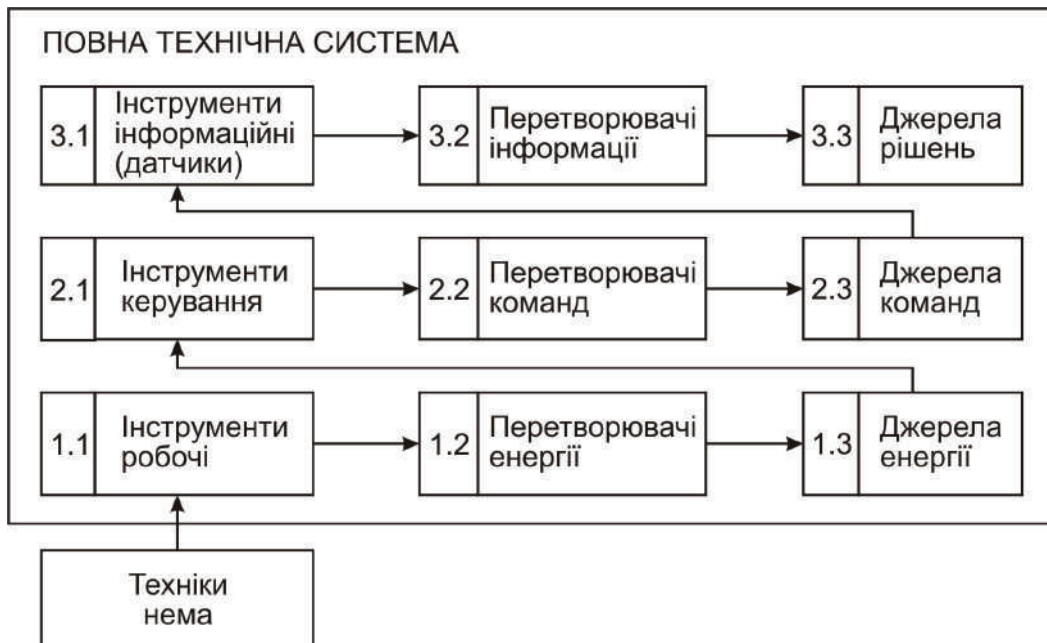 ПОВНА ТЕХНІЧНА СИСТЕМА
3.1
Інструменти
інформаційні
(датчики)
3.2
Перетворювачі
інформації
3.3
Джерела
рішень
2.1
Інструменти
керування
2.2
Перетворювачі
команд
2.3
Джерела
команд
1.1
Інструменти
робочі
1.2
Перетворювачі
енергії
1.3
Джерела
енергії
Техніки
нема